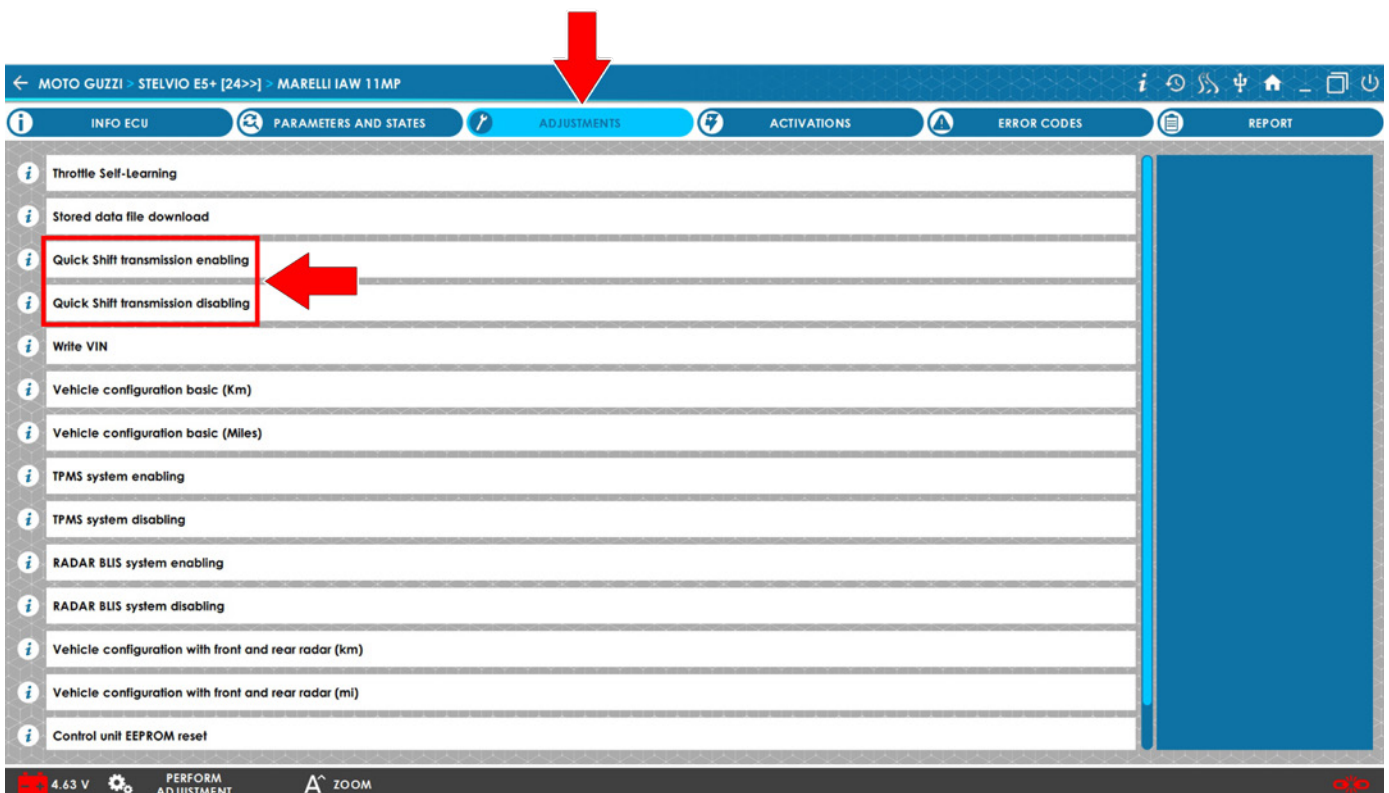 MOTO GUZZI > STELVIO E5+ [24>>] > MARELLI IAW 11MP
INFO ECU PARAMETERS AND STATES ADJUSTMENTS ACTIVATIONS ERROR CODES REPORT
Throttle Self-Learning
Stored data file download
Quick Shift transmission enabling
Quick Shift transmission disabling
Write VIN
Vehicle configuration basic (Km)
Vehicle configuration basic (Miles)
TPMS system enabling
TPMS system disabling
RADAR BLIS system enabling
RADAR BLIS system disabling
Vehicle configuration with front and rear radar (km)
Vehicle configuration with front and rear radar (mi)
Control unit EEPROM reset
4.63 V PERFORM ADJUSTMENT A^ ZOOM